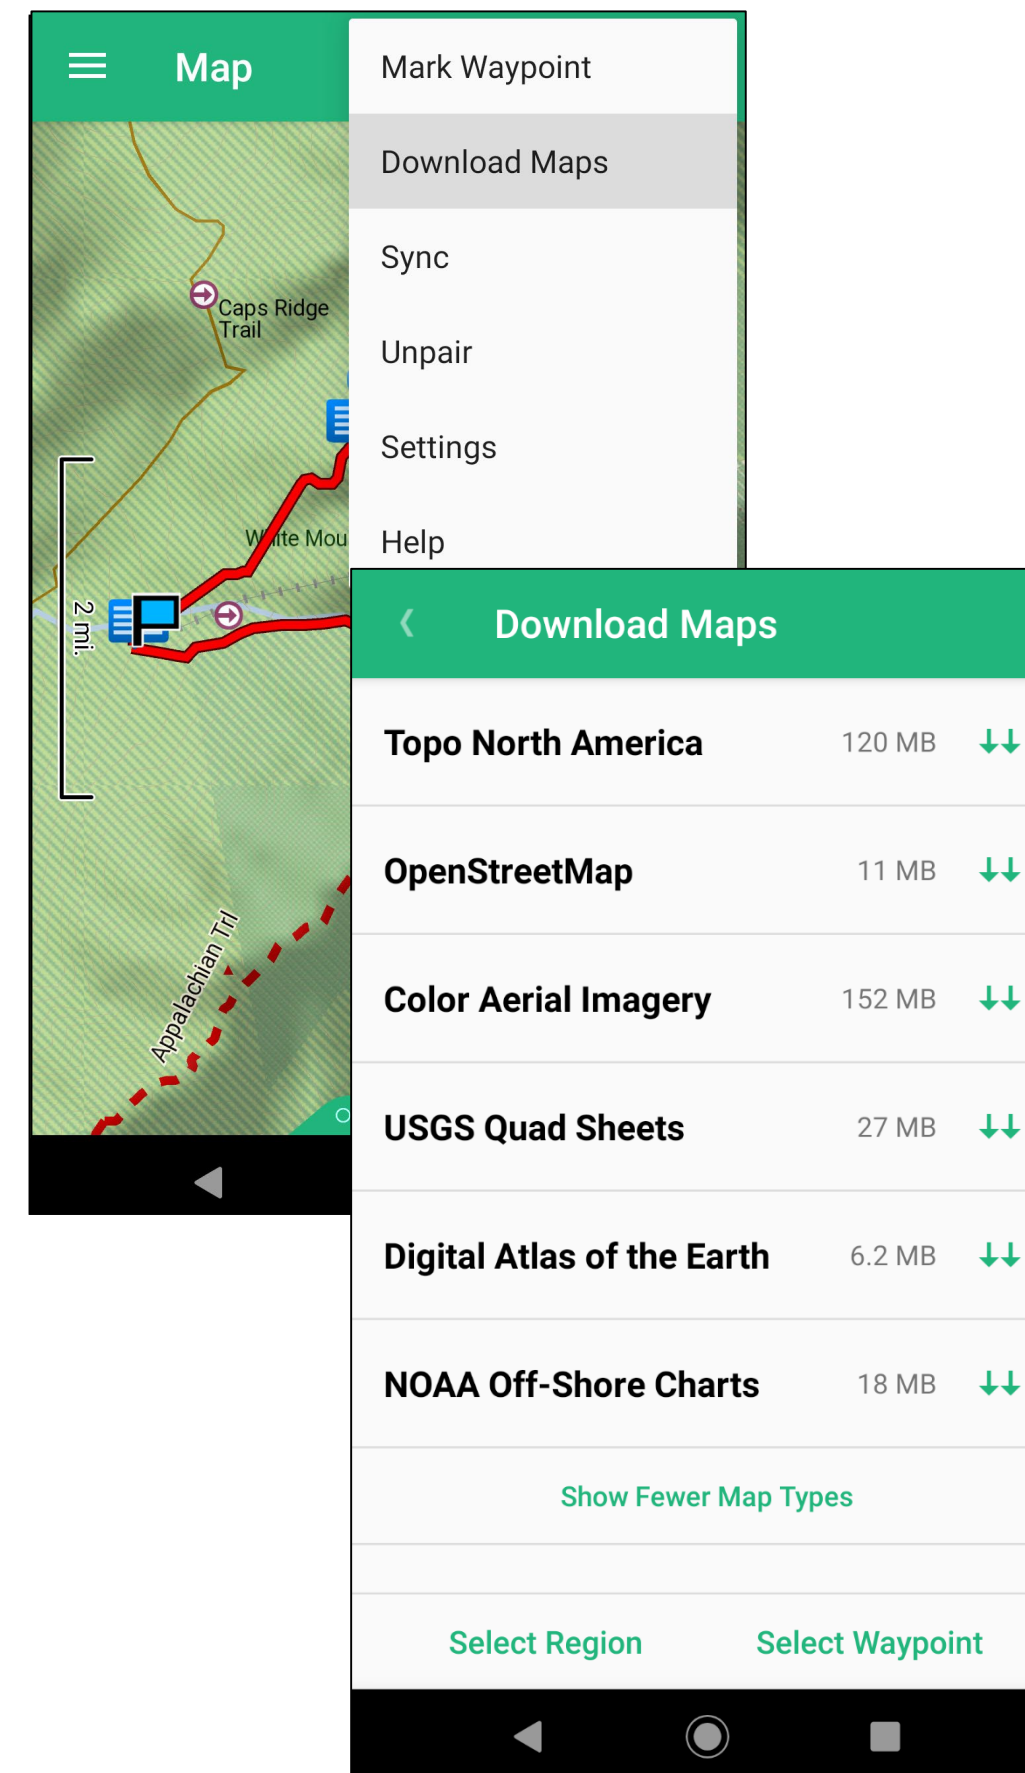 Map
Mark Waypoint
Download Maps
Sync
Unpair
Settings
Help
Caps Ridge
Trail
White Mou
2 mi.
Appalachian Trl
Download Maps
Topo North America 120 MB
OpenStreetMap 11 MB
Color Aerial Imagery 152 MB
USGS Quad Sheets 27 MB
Digital Atlas of the Earth 6.2 MB
NOAA Off-Shore Charts 18 MB
Show Fewer Map Types
Select Region Select Waypoint